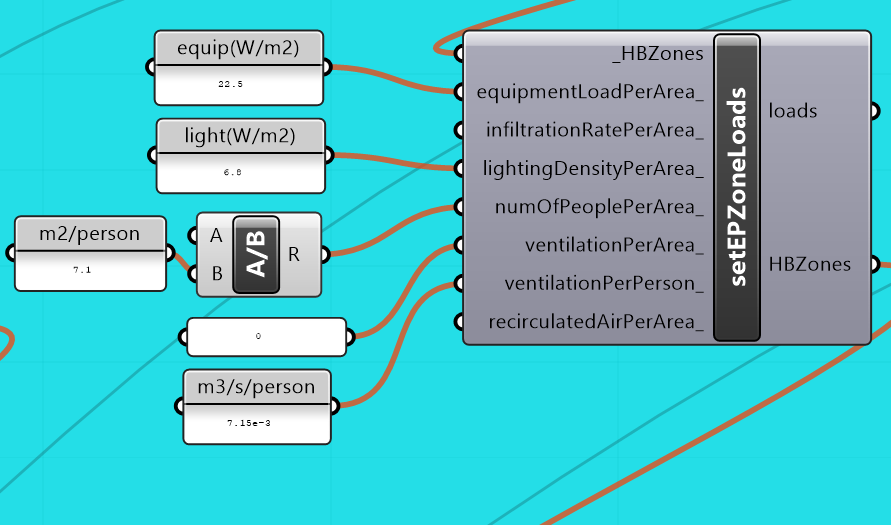 equip(W/m2)
22.5
light(W/m2)
6.8
m2/person
7.1
A
B
A/B
R
0
m3/s/person
7.15e-3
_HBZones
equipmentLoadPerArea_
infiltrationRatePerArea_
lightingDensityPerArea_
numOfPeoplePerArea_
ventilationPerArea_
ventilationPerPerson_
recirculatedAirPerArea_
setEPZoneLoads
loads
HBZones